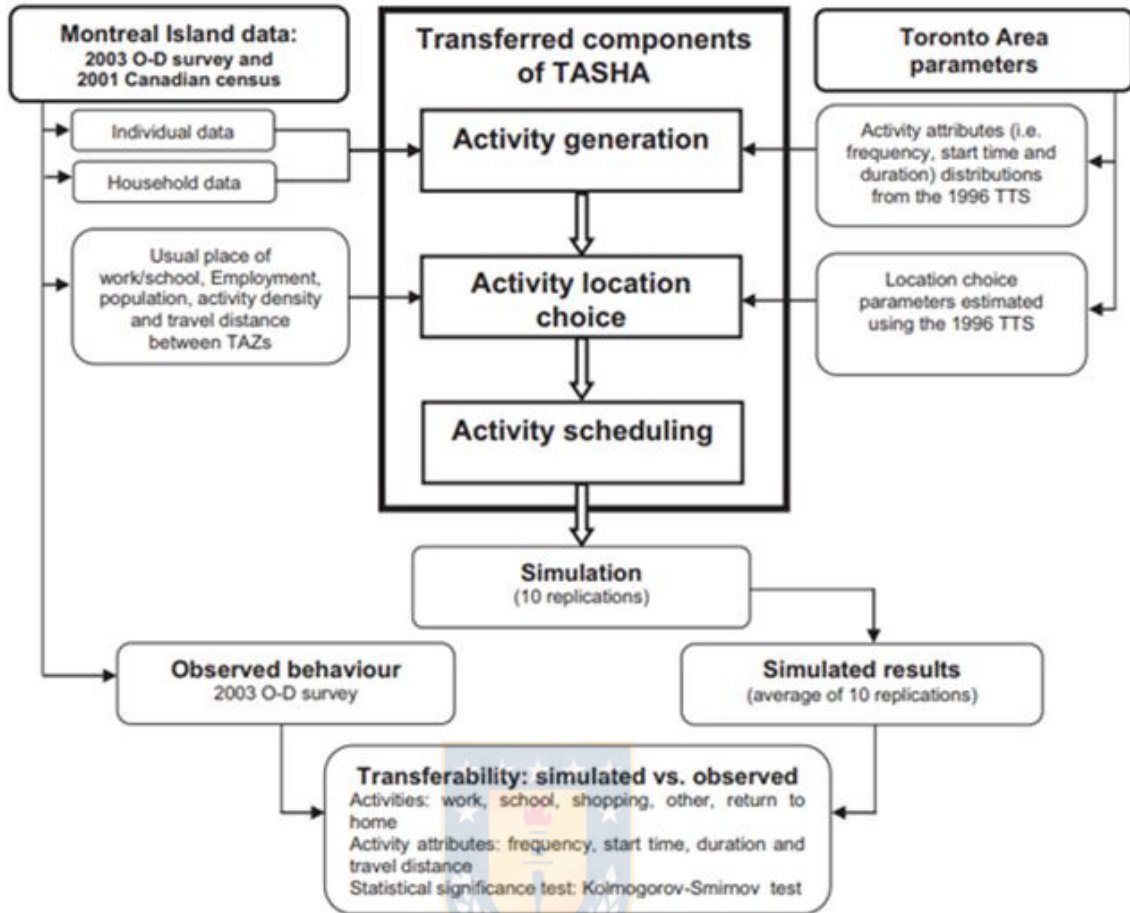 Montreal Island data:
2003 O-D survey and
2001 Canadian census
Individual data
Household data
Usual place of
work/school, Employment,
population, activity density
and travel distance
between TAZs
Transferred components
of TASHA
Activity generation
Activity location
choice
Activity scheduling
Toronto Area
parameters
Activity attributes (i.e.
frequency, start time and
duration) distributions
from the 1996 TTS
Location choice
parameters estimated
using the 1996 TTS
Simulation
(10 replications)
Observed behaviour
2003 O-D survey
Simulated results
(average of 10 replications)
Transferability: simulated vs. observed
Activities: work, school, shopping, other, return to
home
Activity attributes: frequency, start time, duration and
travel distance
Statistical significance test: Kolmogorov-Smirnov test